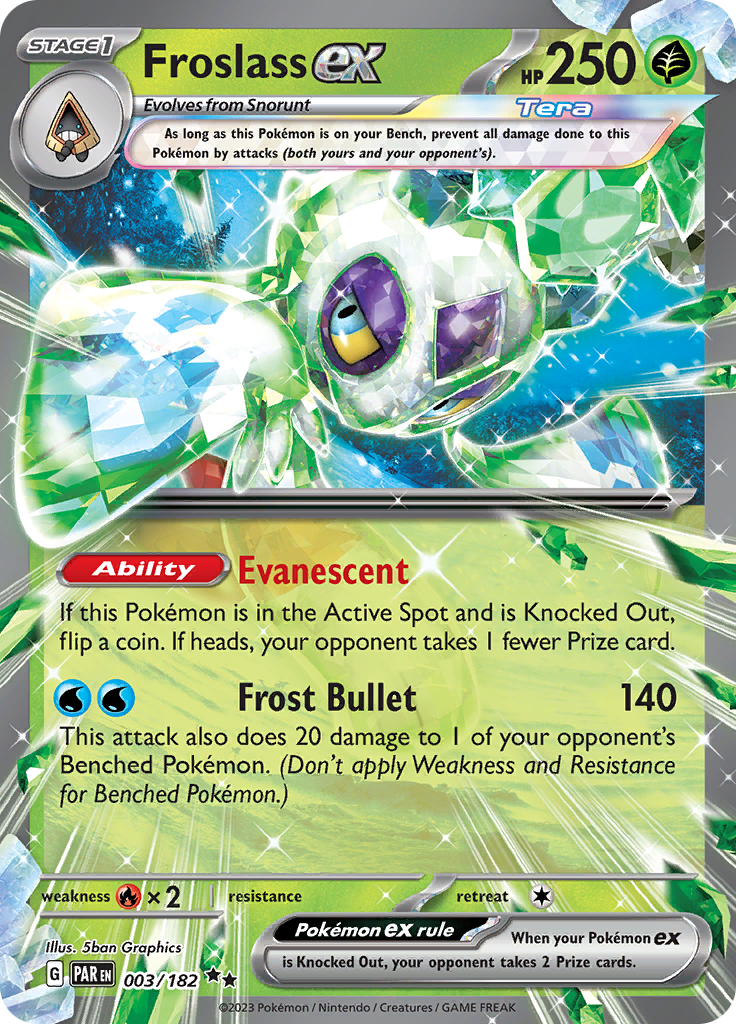 STAGE1
Froslass ex
HP 250
Evolves from Snorunt
Tera
As long as this Pokémon is on your Bench, prevent all damage done to this
Pokémon by attacks (both yours and your opponent's).
Ability Evanescent
If this Pokémon is in the Active Spot and is Knocked Out,
flip a coin. If heads, your opponent takes 1 fewer Prize card.
Frost Bullet 140
This attack also does 20 damage to 1 of your opponent's
Benched Pokémon. (Don't apply Weakness and Resistance
for Benched Pokémon.)
weakness ×2 resistance retreat
Illus. 5ban Graphics
Pokémon ex rule
When your Pokémon ex
is Knocked Out, your opponent takes 2 Prize cards.
G PAR EN 003/182
©2023 Pokémon / Nintendo / Creatures / GAME FREAK